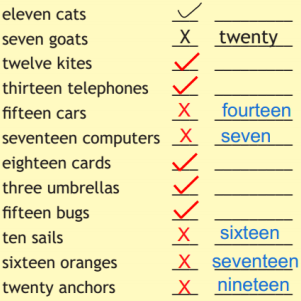 eleven cats ✓
seven goats X twenty
twelve kites ✓
thirteen telephones ✓
fifteen cars X fourteen
seventeen computers X seven
eighteen cards ✓
three umbrellas ✓
fifteen bugs ✓
ten sails X sixteen
sixteen oranges X seventeen
twenty anchors X nineteen